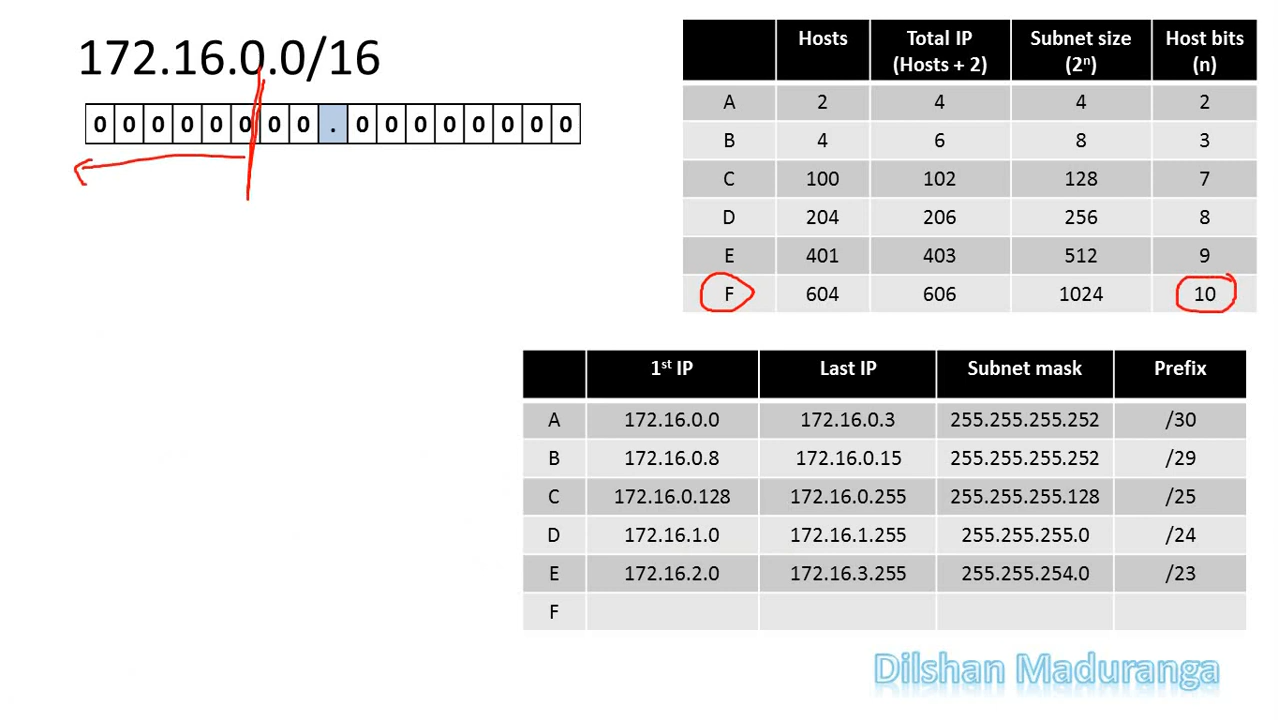 172.16.0.0/16
0 0 0 0 0 0 0 0 . 0 0 0 0 0 0 0 0
Hosts Total IP (Hosts + 2) Subnet size (2ⁿ) Host bits (n)
A 2 4 4 2
B 4 6 8 3
C 100 102 128 7
D 204 206 256 8
E 401 403 512 9
F 604 606 1024 10
1st IP Last IP Subnet mask Prefix
A 172.16.0.0 172.16.0.3 255.255.255.252 /30
B 172.16.0.8 172.16.0.15 255.255.255.252 /29
C 172.16.0.128 172.16.0.255 255.255.255.128 /25
D 172.16.1.0 172.16.1.255 255.255.255.0 /24
E 172.16.2.0 172.16.3.255 255.255.254.0 /23
F
Dilshan Maduranga